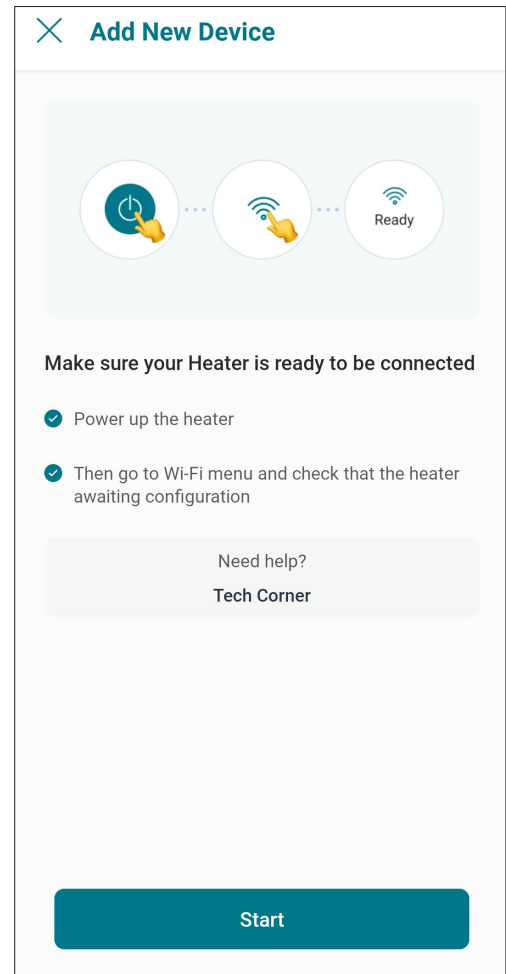 Add New Device
Ready
Make sure your Heater is ready to be connected
Power up the heater
Then go to Wi-Fi menu and check that the heater
awaiting configuration
Need help?
Tech Corner
Start